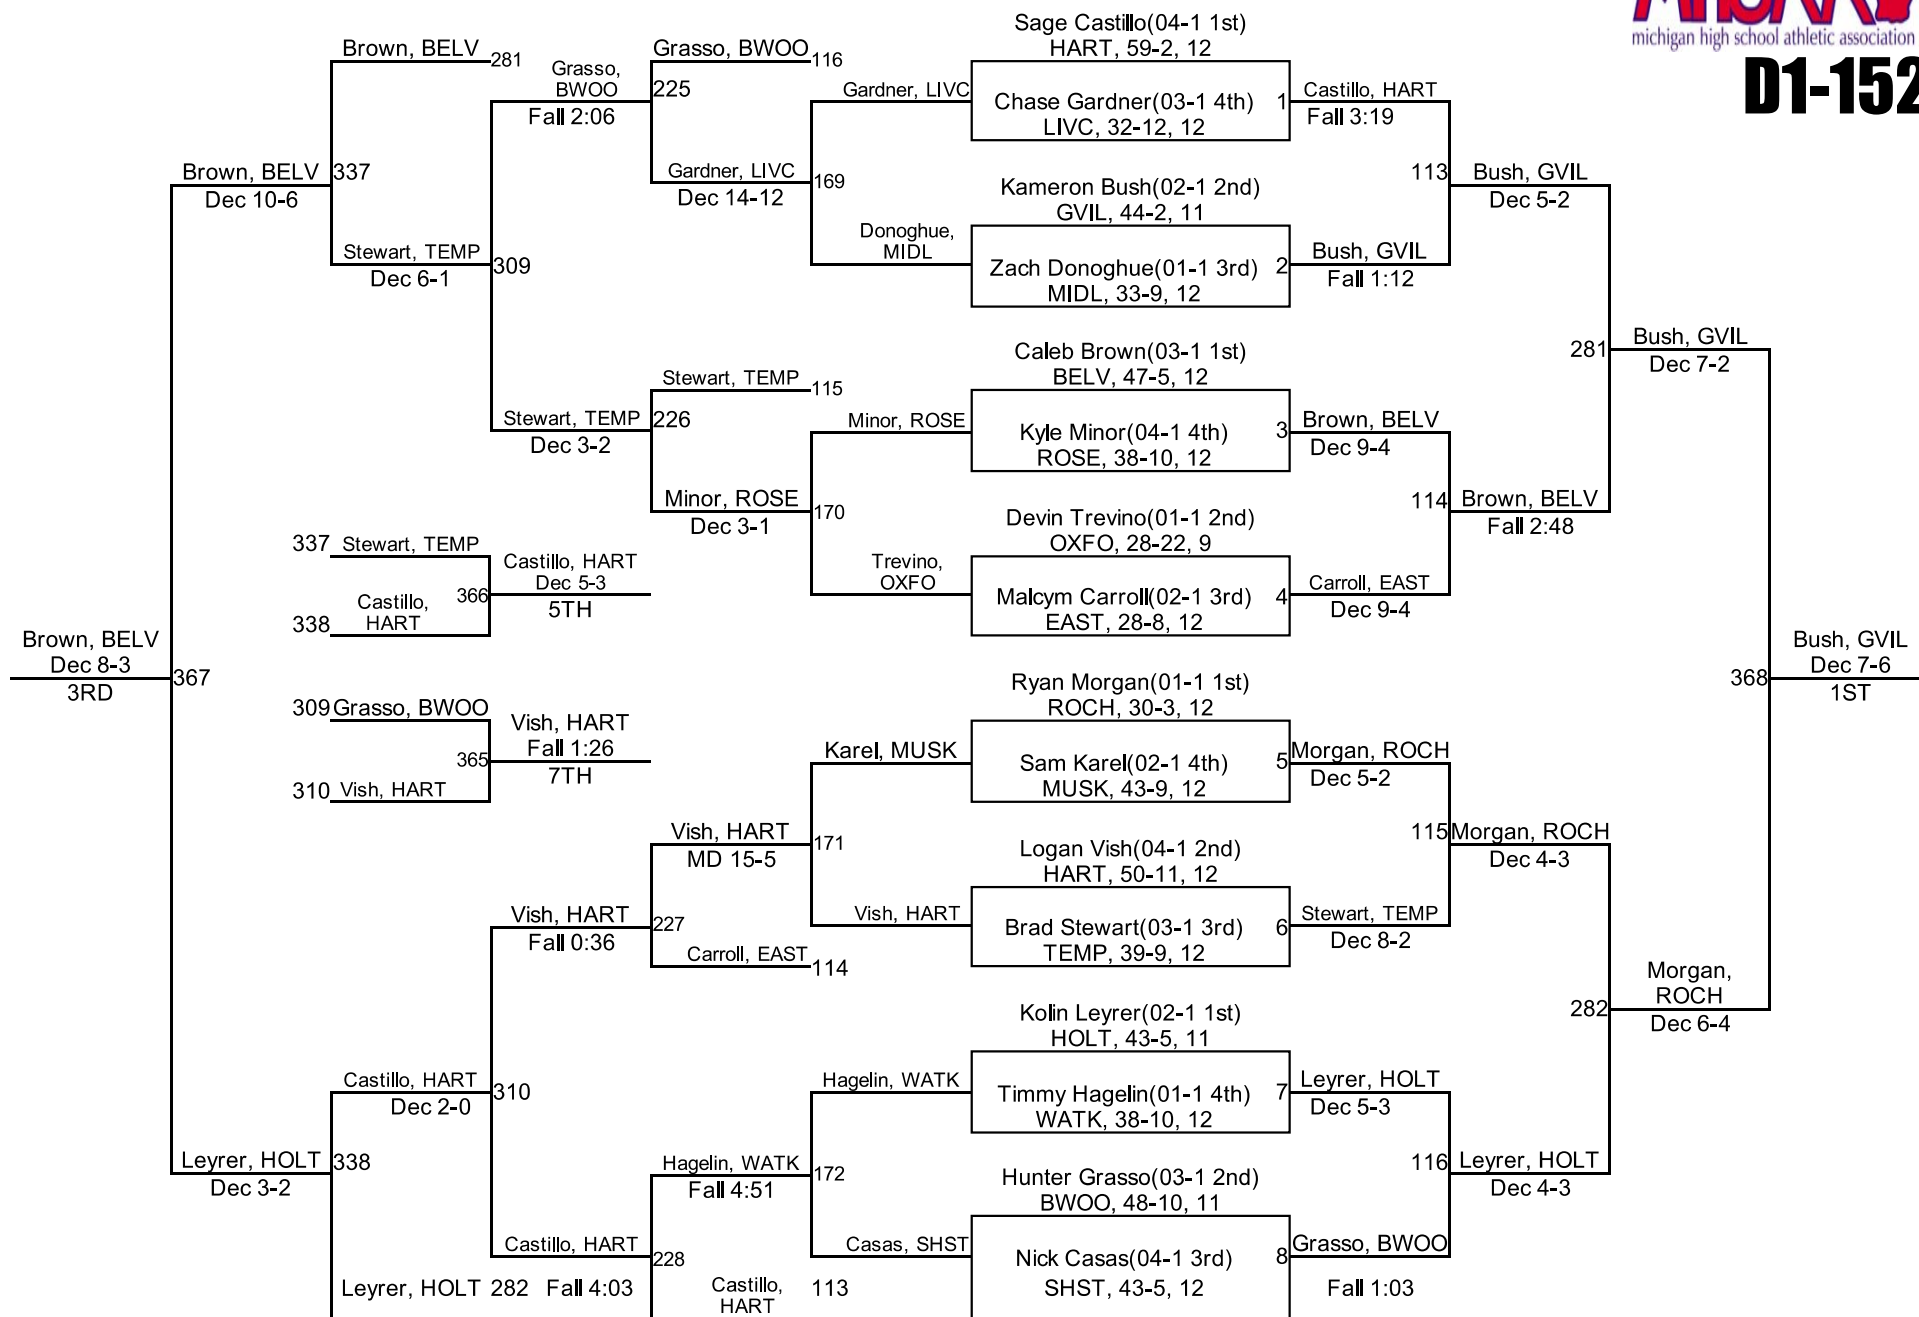 MHSAA
michigan high school athletic association
D1-152
Sage Castillo(04-1 1st)
HART, 59-2, 12
Brown, BELV
281
Grasso, BWOO
116
Grasso,
BWOO
225
Fall 2:06
Gardner, LIVC
Chase Gardner(03-1 4th)
1
LIVC, 32-12, 12
Castillo, HART
Fall 3:19
Brown, BELV
337
Dec 10-6
Gardner, LIVC
169
Dec 14-12
Kameron Bush(02-1 2nd)
GVIL, 44-2, 11
113
Bush, GVIL
Dec 5-2
Stewart, TEMP
309
Dec 6-1
Donoghue,
MIDL
Zach Donoghue(01-1 3rd)
2
MIDL, 33-9, 12
Bush, GVIL
Fall 1:12
Caleb Brown(03-1 1st)
BELV, 47-5, 12
281
Bush, GVIL
Dec 7-2
Stewart, TEMP
115
Stewart, TEMP
226
Dec 3-2
Minor, ROSE
Kyle Minor(04-1 4th)
3
ROSE, 38-10, 12
Brown, BELV
Dec 9-4
Minor, ROSE
170
Dec 3-1
Devin Trevino(01-1 2nd)
OXFO, 28-22, 9
114
Brown, BELV
Fall 2:48
337
Stewart, TEMP
Castillo, HART
Dec 5-3
5TH
366
Castillo,
HART
338
Trevino,
OXFO
Malcym Carroll(02-1 3rd)
4
EAST, 28-8, 12
Carroll, EAST
Dec 9-4
Brown, BELV
Dec 8-3
3RD
367
Ryan Morgan(01-1 1st)
ROCH, 30-3, 12
368
Bush, GVIL
Dec 7-6
1ST
309
Grasso, BWOO
Vish, HART
Fall 1:26
7TH
365
310
Vish, HART
Karel, MUSK
Sam Karel(02-1 4th)
5
MUSK, 43-9, 12
Morgan, ROCH
Dec 5-2
Vish, HART
171
MD 15-5
Logan Vish(04-1 2nd)
HART, 50-11, 12
115
Morgan, ROCH
Dec 4-3
Vish, HART
227
Fall 0:36
Carroll, EAST
114
Vish, HART
Brad Stewart(03-1 3rd)
6
TEMP, 39-9, 12
Stewart, TEMP
Dec 8-2
Kolin Leyrer(02-1 1st)
HOLT, 43-5, 11
282
Morgan,
ROCH
Dec 6-4
Castillo, HART
310
Dec 2-0
Hagelin, WATK
Timmy Hagelin(01-1 4th)
7
WATK, 38-10, 12
Leyrer, HOLT
Dec 5-3
Leyrer, HOLT
338
Dec 3-2
Hagelin, WATK
172
Fall 4:51
Hunter Grasso(03-1 2nd)
BWOO, 48-10, 11
116
Leyrer, HOLT
Dec 4-3
Castillo, HART
228
Casas, SHST
Nick Casas(04-1 3rd)
8
SHST, 43-5, 12
Grasso, BWOO
Fall 1:03
Leyrer, HOLT
282
Fall 4:03
Castillo,
HART
113